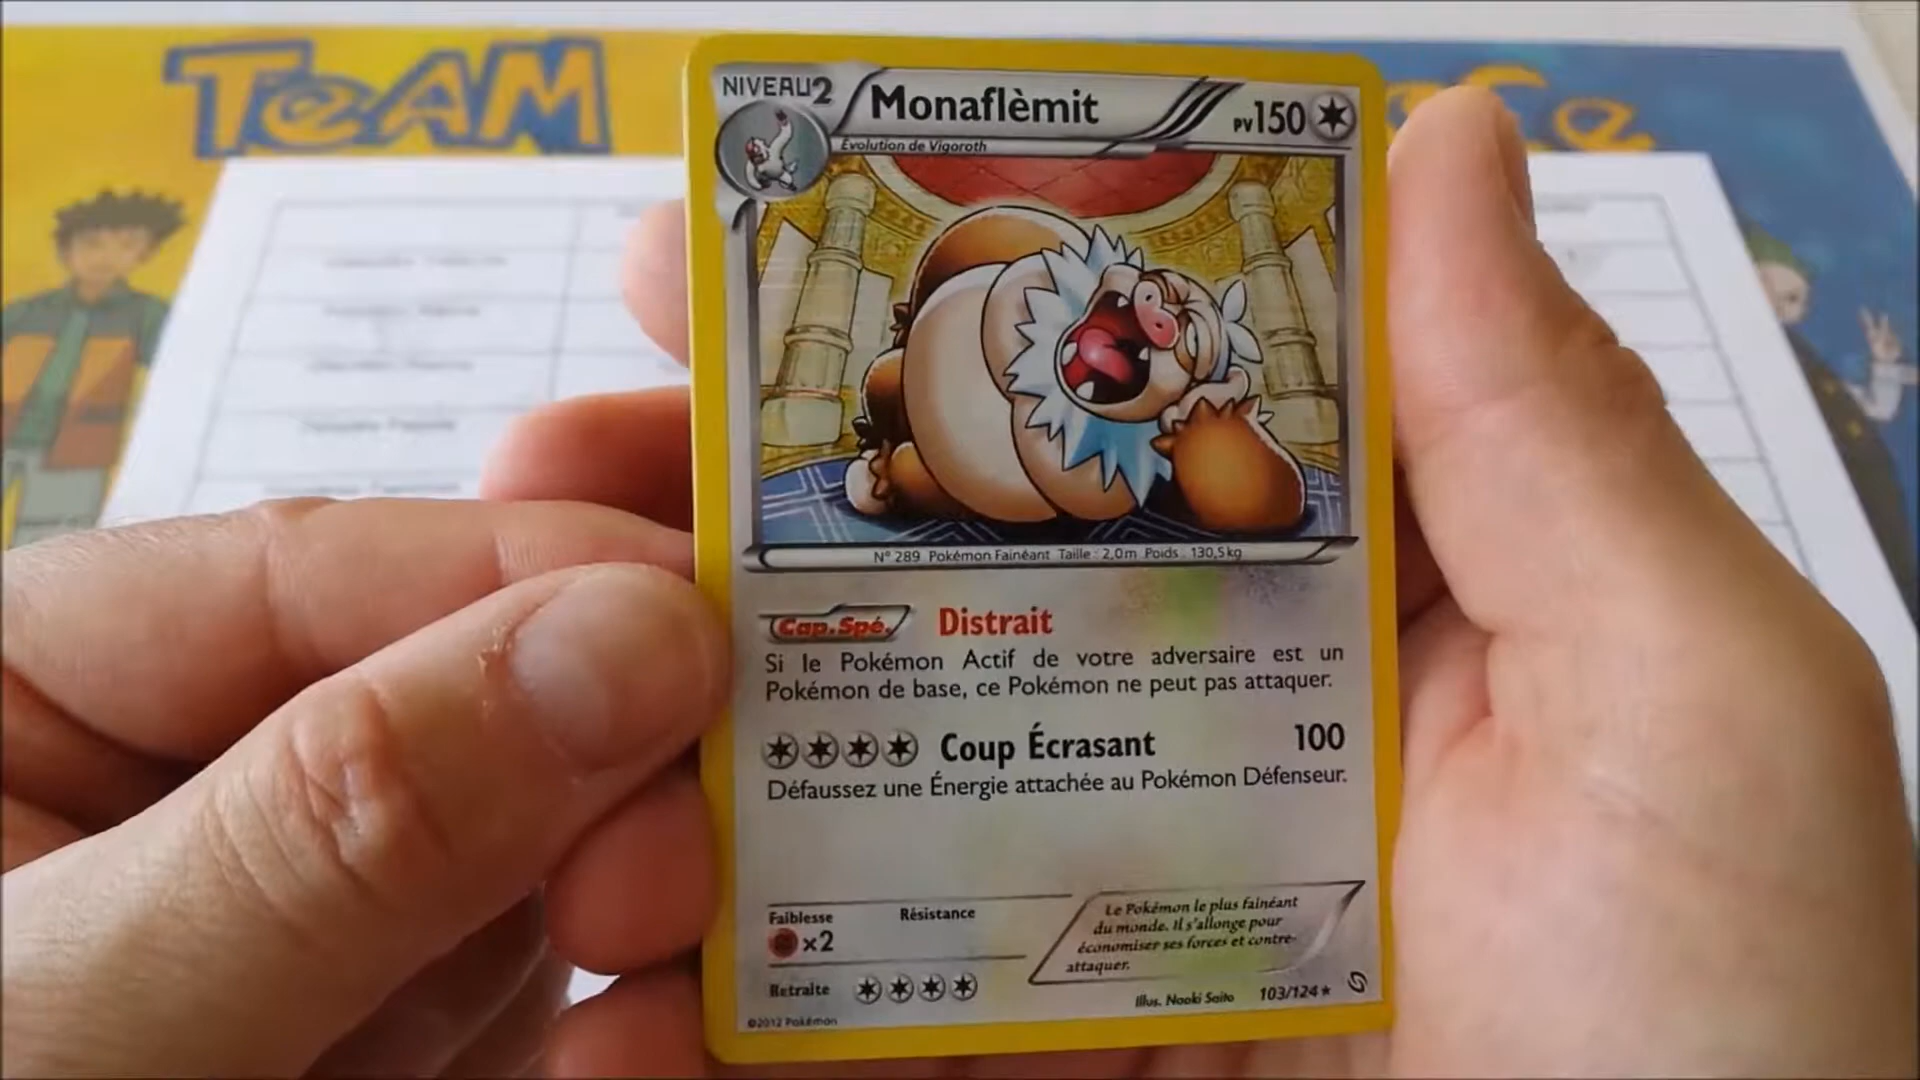 TeAM
NIVEAU2
Monaflèmit
PV150
Évolution de Vigoroth
N° 289 Pokémon Fainéant Taille : 2,0m Poids : 130,5kg
Cap.Spé. Distrait
Si le Pokémon Actif de votre adversaire est un
Pokémon de base, ce Pokémon ne peut pas attaquer.
Coup Écrasant 100
Défaussez une Énergie attachée au Pokémon Défenseur.
Faiblesse Résistance
x2
Le Pokémon le plus fainéant
du monde. Il s'allonge pour
économiser ses forces et contre-
attaquer.
Retraite
Illus. Naoki Saito 103/124
©2012 Pokémon